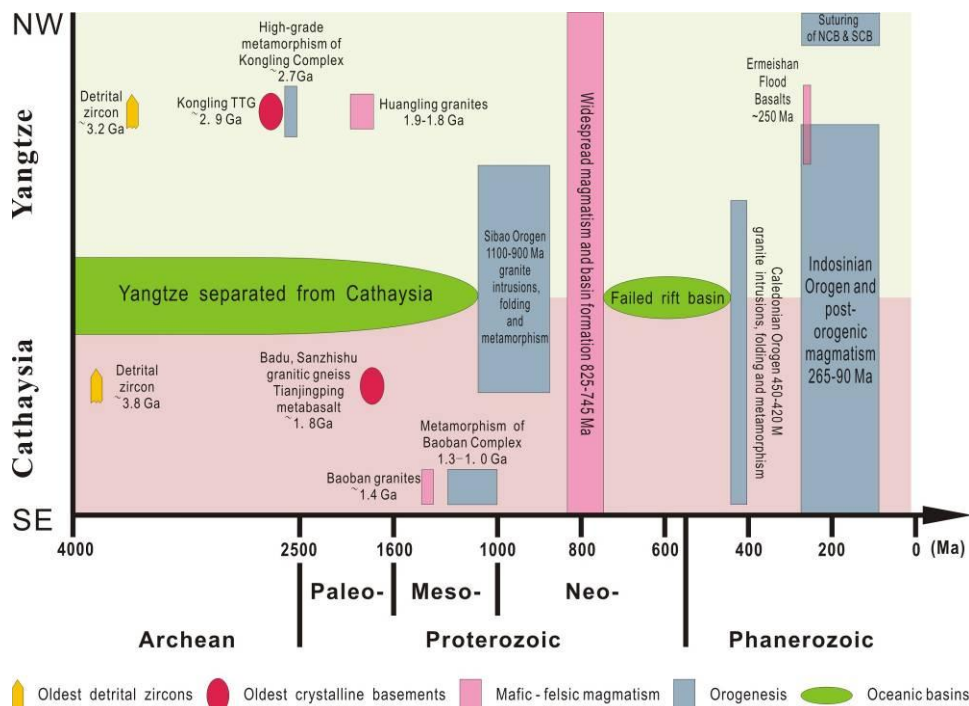 NW
Yangtze
Cathaysia
SE
High-grade
metamorphism of
Kongling Complex
~2.7Ga
Detrital
zircon
~3.2 Ga
Kongling TTG
~2. 9 Ga
Huangling granites
1.9-1.8 Ga
Widespread magmatism and basin formation 825-745 Ma
Suturing
of NCB & SCB
Ermeishan
Flood
Basalts
~250 Ma
Sibao Orogen
1100-900 Ma
granite
intrusions,
folding
and
metamorphism
Yangtze separated from Cathaysia
Failed rift basin
Caledonian Orogen 450-420 M
granite intrusions, folding and metamorphism
Indosinian
Orogen and
post-
orogenic
magmatism
265-90 Ma
Detrital
zircon
~3.8 Ga
Badu, Sanzhishu
granitic gneiss
Tianjingping
metabasalt
~1. 8Ga
Metamorphism of
Baoban Complex
1.3-1. 0 Ga
Baoban granites
~1.4 Ga
4000 2500 1600 1000 800 600 400 200 0 (Ma)
Paleo- Meso- Neo-
Archean Proterozoic Phanerozoic
Oldest detrital zircons Oldest crystalline basements Mafic - felsic magmatism Orogenesis Oceanic basins